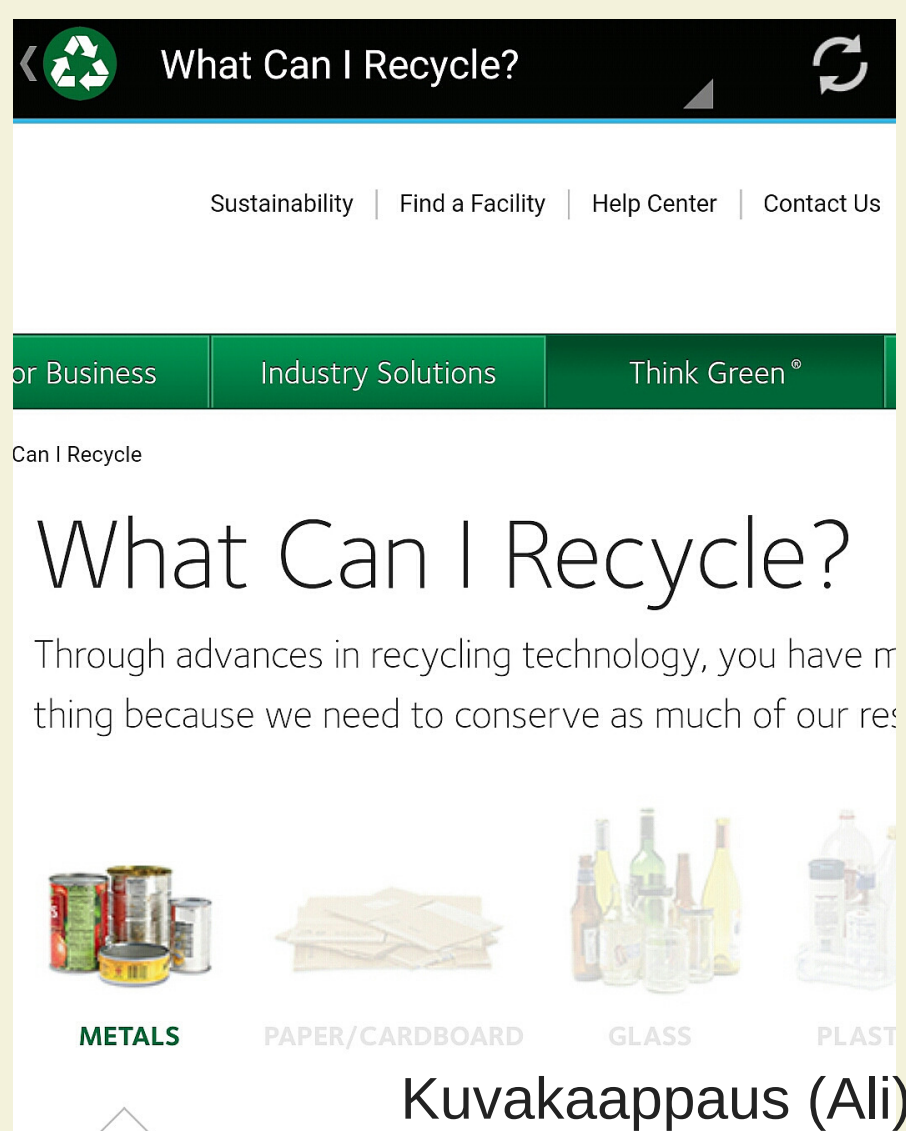 What Can I Recycle?
Sustainability | Find a Facility | Help Center | Contact Us
or Business Industry Solutions Think Green®
Can I Recycle
What Can I Recycle?
Through advances in recycling technology, you have m
thing because we need to conserve as much of our res
METALS PAPER/CARDBOARD GLASS PLAST
Kuvakaappaus (Ali)